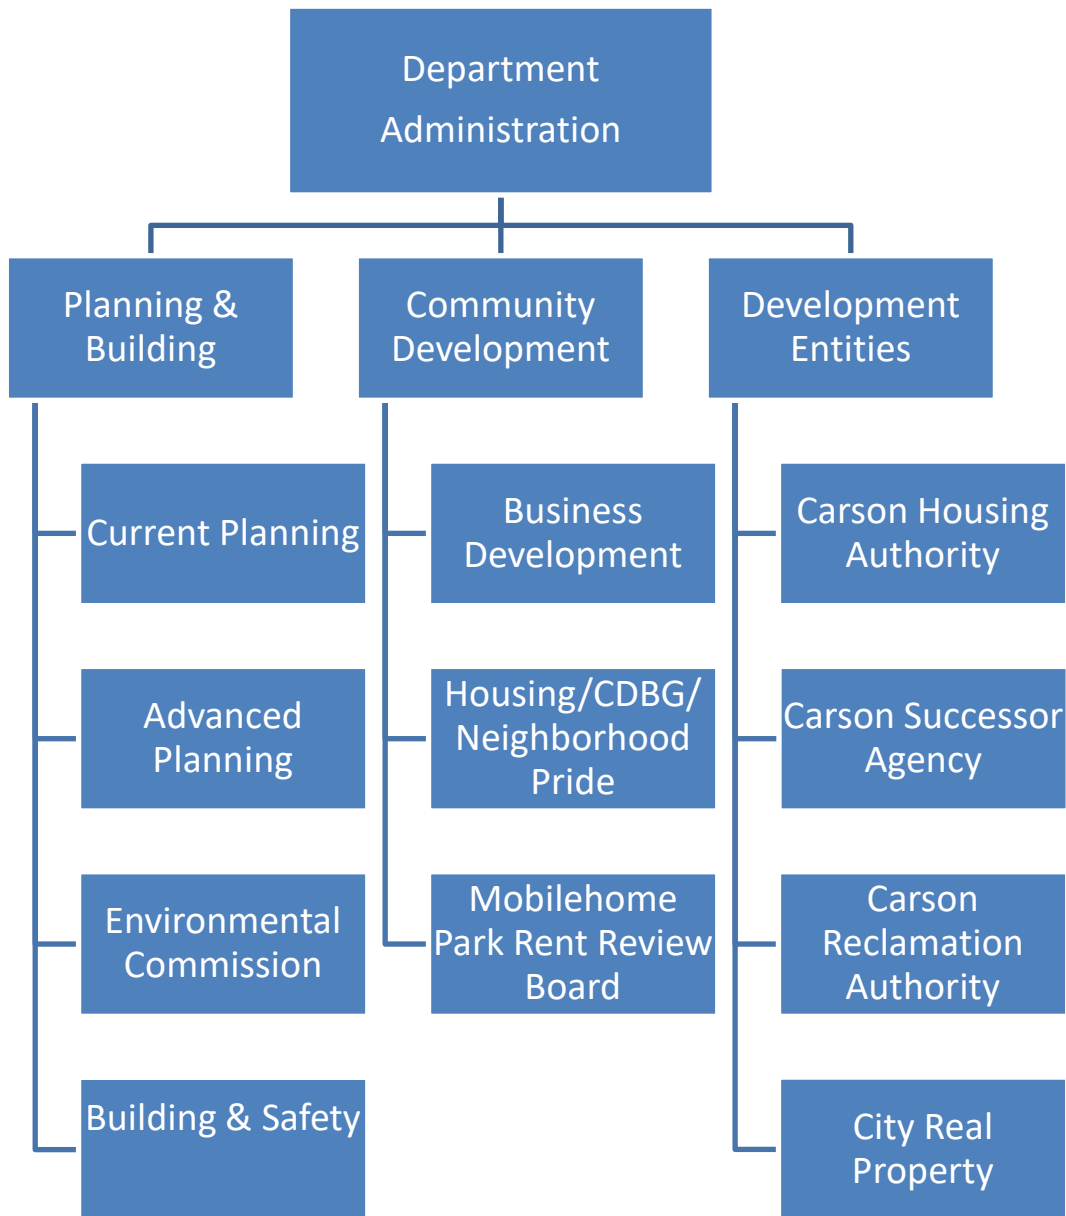 Department
Administration
Planning &
Building
Community
Development
Development
Entities
Current Planning
Advanced
Planning
Environmental
Commission
Building & Safety
Business
Development
Housing/CDBG/
Neighborhood
Pride
Mobilehome
Park Rent Review
Board
Carson Housing
Authority
Carson Successor
Agency
Carson
Reclamation
Authority
City Real
Property